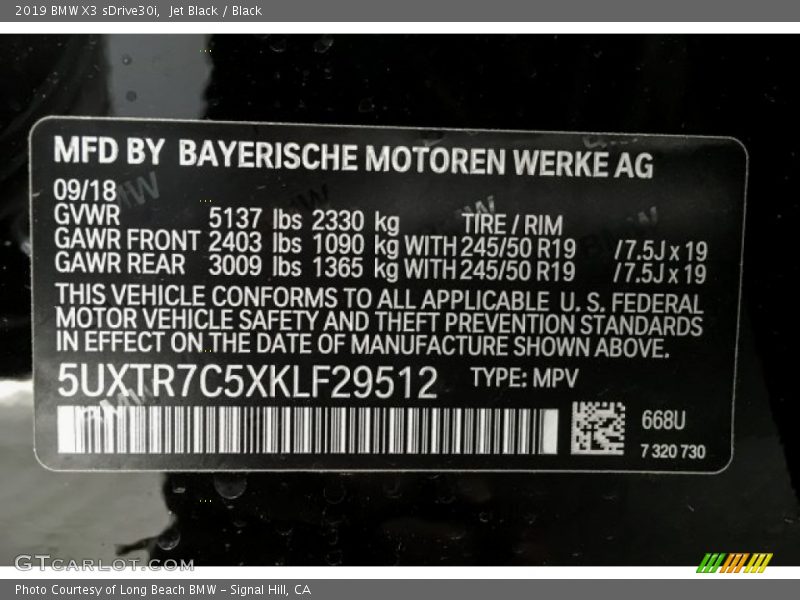 2019 BMW X3 sDrive30i, Jet Black / Black
MFD BY BAYERISCHE MOTOREN WERKE AG
09/18
GVWR 5137 lbs 2330 kg TIRE / RIM
GAWR FRONT 2403 lbs 1090 kg WITH 245/50 R19 /7.5J x 19
GAWR REAR 3009 lbs 1365 kg WITH 245/50 R19 /7.5J x 19
THIS VEHICLE CONFORMS TO ALL APPLICABLE U. S. FEDERAL
MOTOR VEHICLE SAFETY AND THEFT PREVENTION STANDARDS
IN EFFECT ON THE DATE OF MANUFACTURE SHOWN ABOVE.
5UXTR7C5XKLF29512 TYPE: MPV
668U
7 320 730
GTCARLOT.COM
Photo Courtesy of Long Beach BMW - Signal Hill, CA